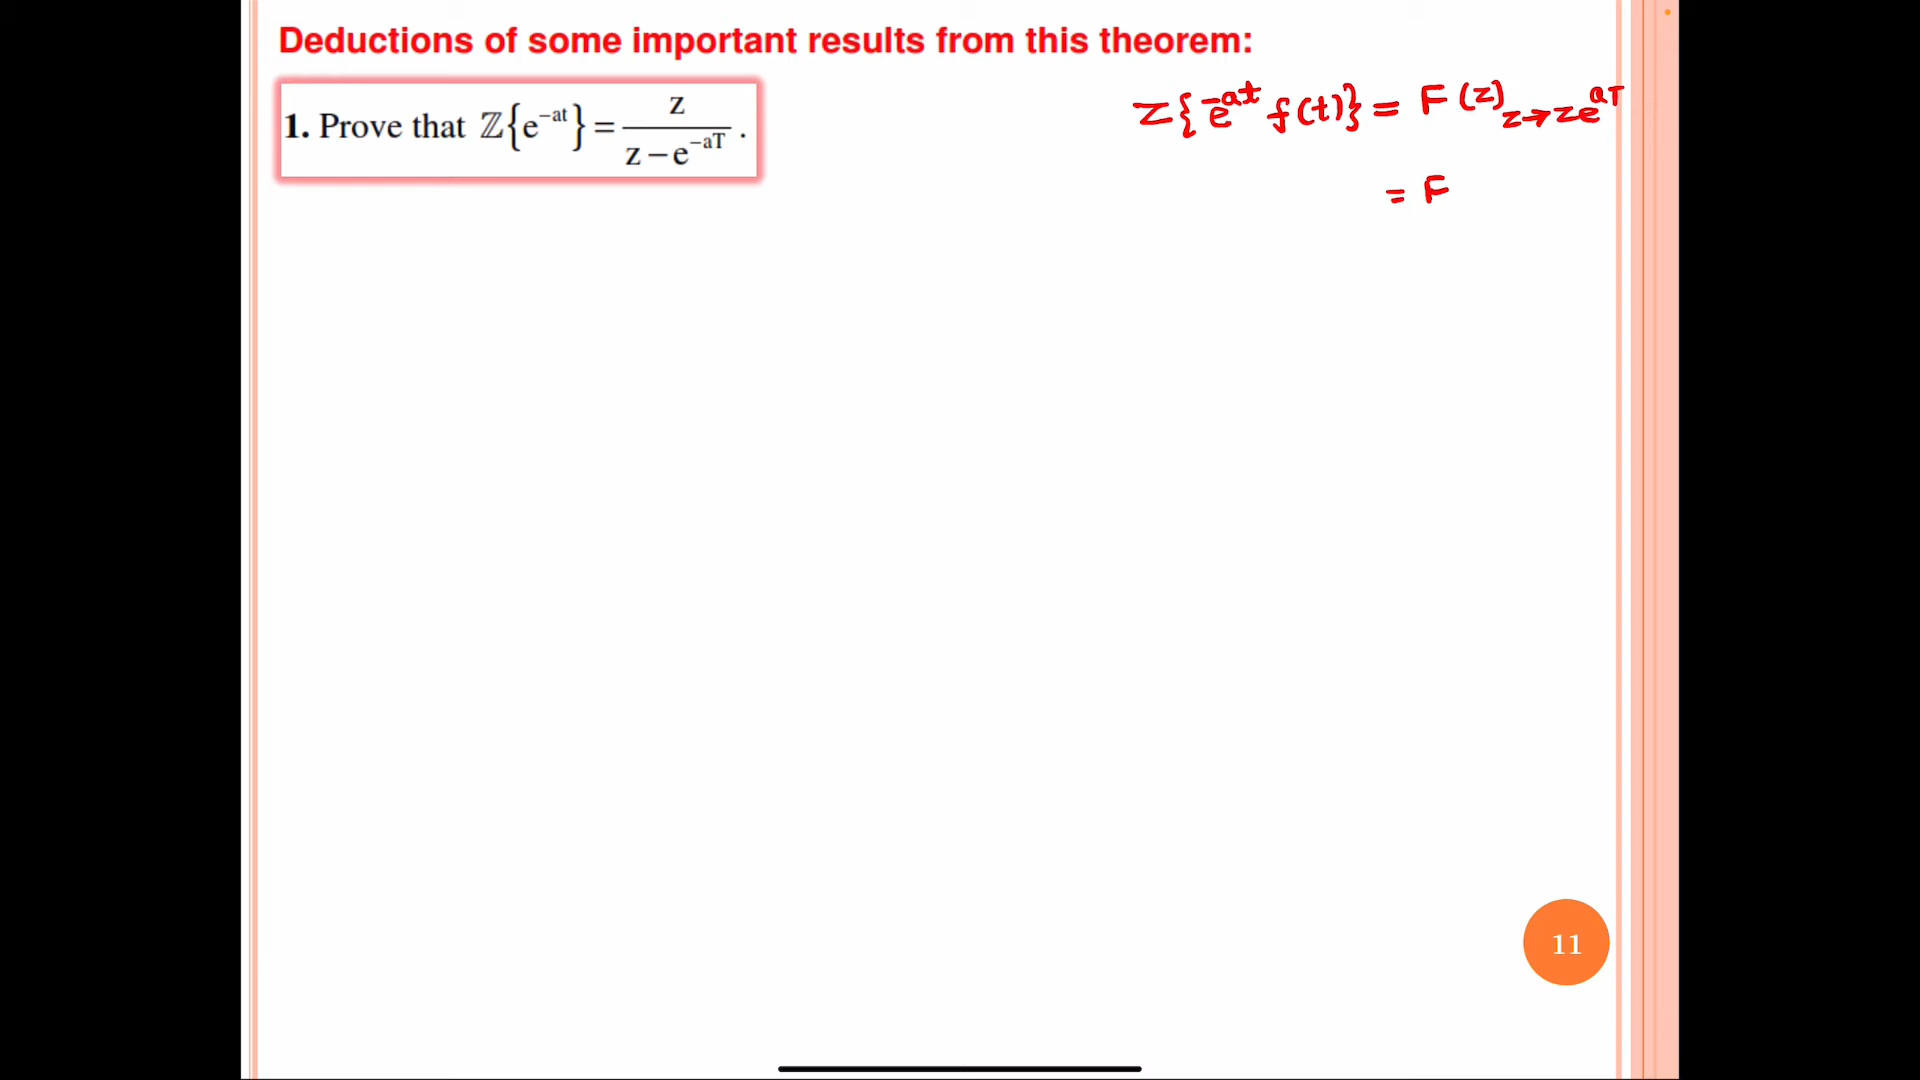 Deductions of some important results from this theorem:
1. Prove that ℤ{e⁻ᵃᵗ} = z / (z − e⁻ᵃᵀ) .
Z{e⁻ᵃᵗ f(t)} = F(z) z→ze^{aT}
= F
11